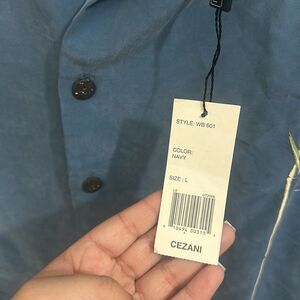 STYLE: WB 601
COLOR:
NAVY
SIZE: L
CEZANI